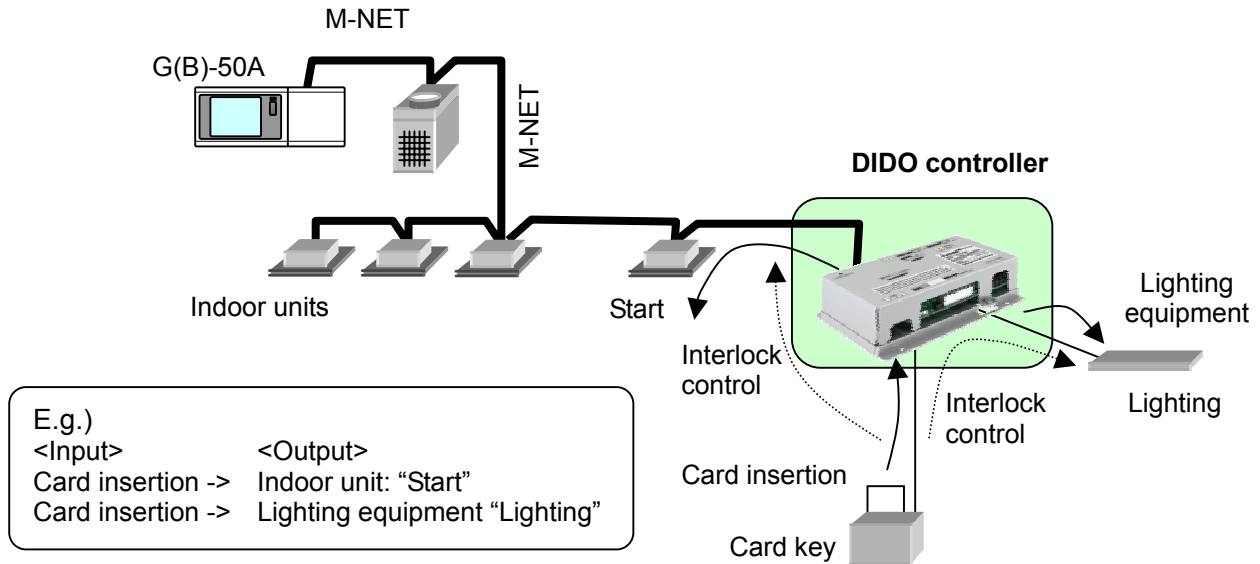 M-NET
G(B)-50A
M-NET
DIDO controller
Indoor units
Start
Lighting
equipment
Interlock
control
Interlock
control
Lighting
E.g.)
<Input> <Output>
Card insertion -> Indoor unit: “Start”
Card insertion -> Lighting equipment “Lighting”
Card insertion
Card key